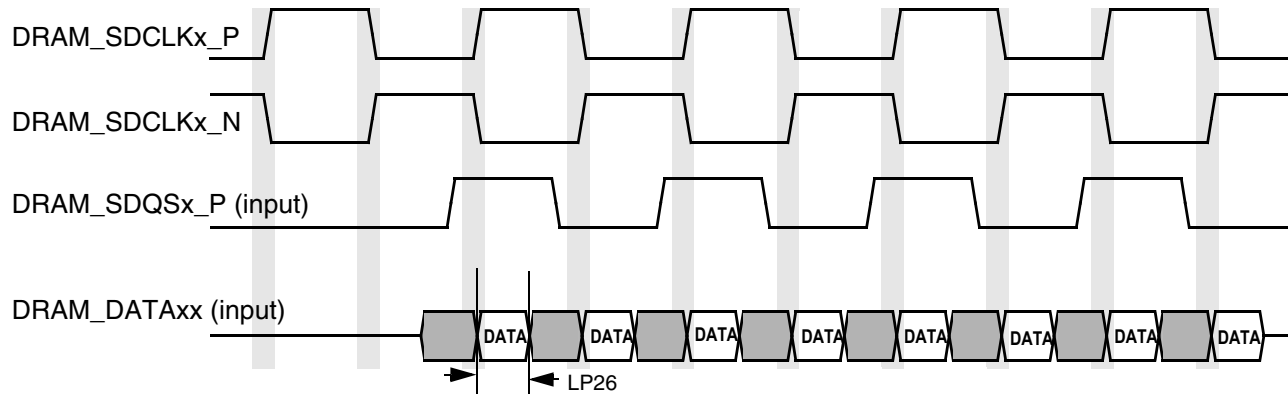 DRAM_SDCLKx_P
DRAM_SDCLKx_N
DRAM_SDQSx_P (input)
DRAM_DATAxx (input)
DATA DATA DATA DATA DATA DATA DATA DATA
LP26